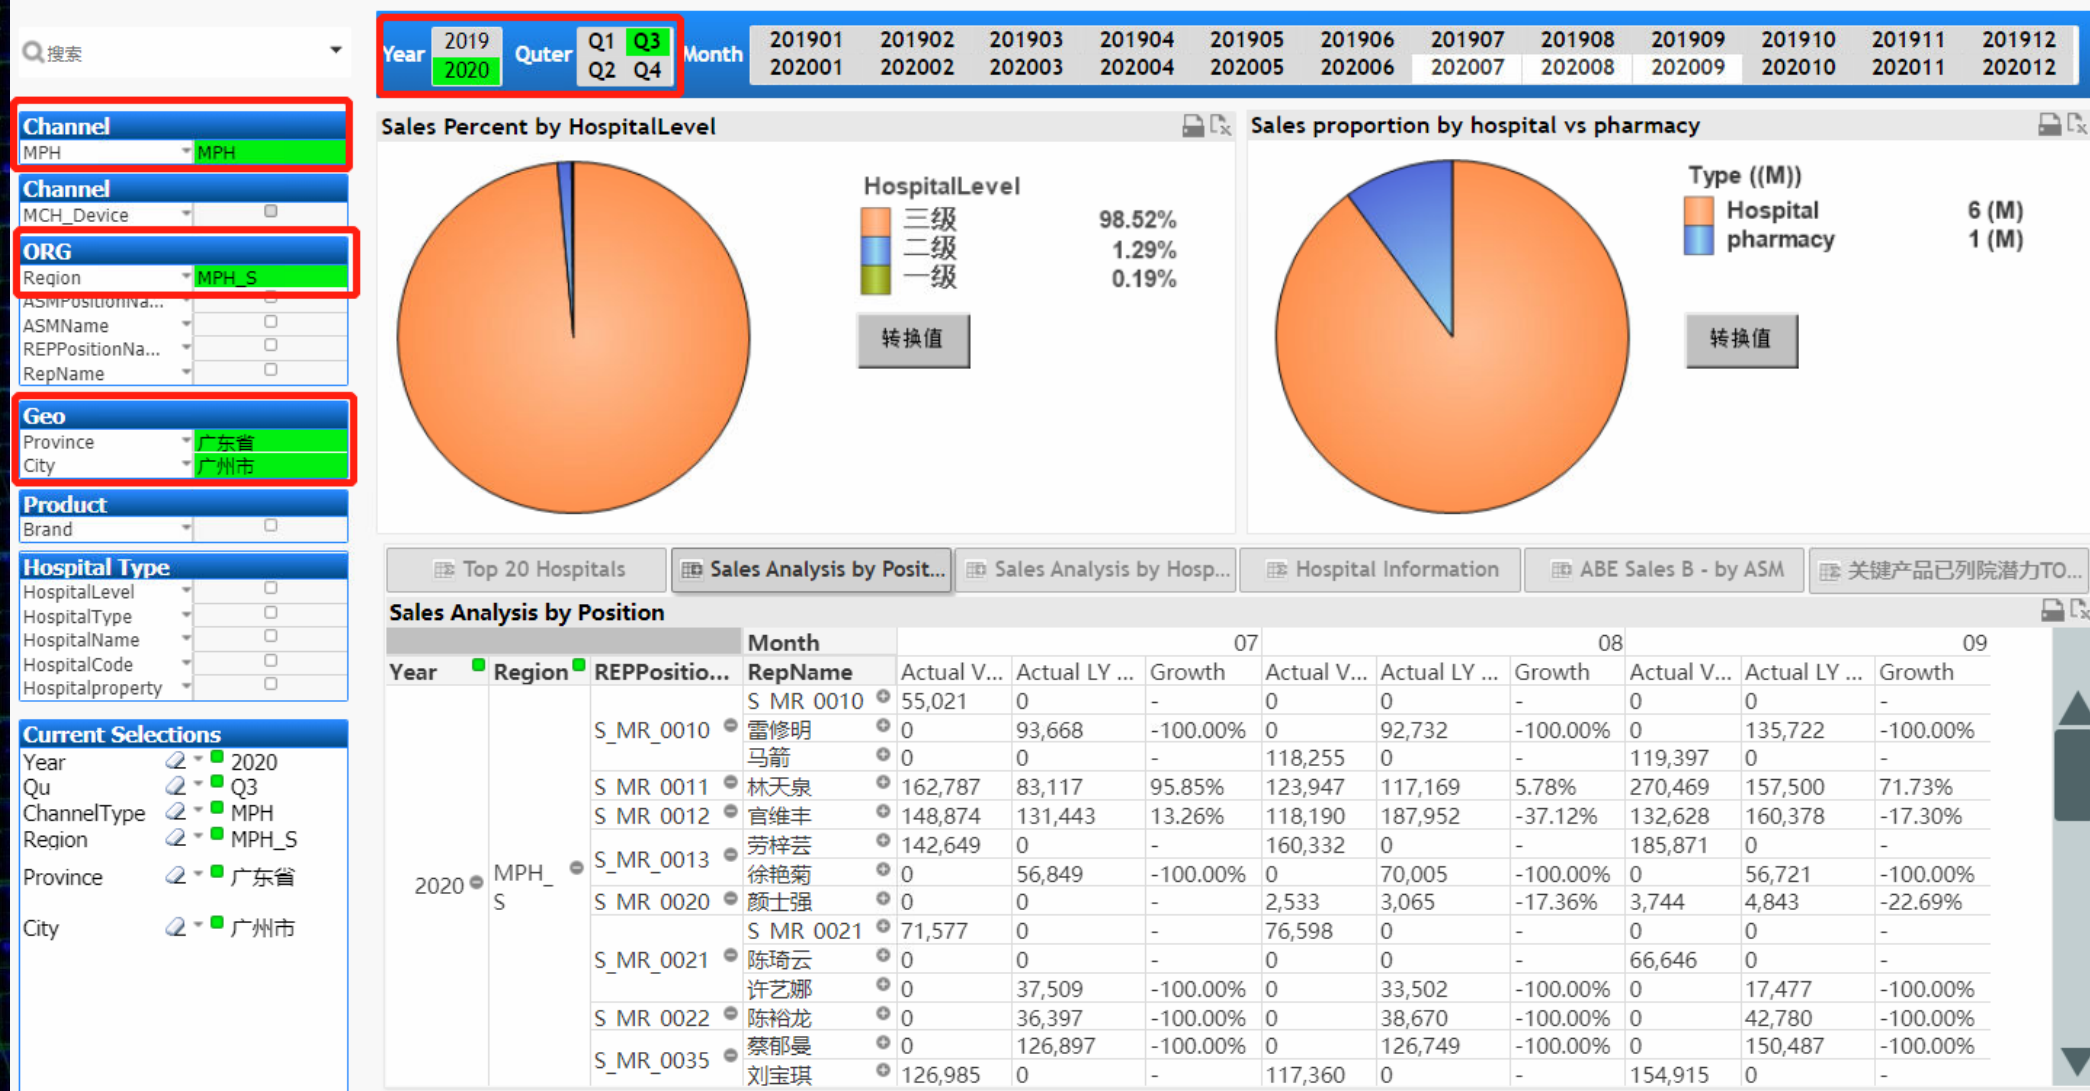 搜索
Year 2019 2020
Quter Q1 Q3 Q2 Q4
Month
201901 201902 201903 201904 201905 201906 201907 201908 201909 201910 201911 201912
202001 202002 202003 202004 202005 202006 202007 202008 202009 202010 202011 202012
Channel
MPH MPH
Channel
MCH_Device
ORG
Region MPH_S
ASMPositionNa...
ASMName
REPPositionNa...
RepName
Geo
Province 广东省
City 广州市
Product
Brand
Hospital Type
HospitalLevel
HospitalType
HospitalName
HospitalCode
Hospitalproperty
Current Selections
Year 2020
Qu Q3
ChannelType MPH
Region MPH_S
Province 广东省
City 广州市
Sales Percent by HospitalLevel
HospitalLevel
三级 98.52%
二级 1.29%
一级 0.19%
转换值
Sales proportion by hospital vs pharmacy
Type ((M))
Hospital 6 (M)
pharmacy 1 (M)
转换值
Top 20 Hospitals
Sales Analysis by Posit...
Sales Analysis by Hosp...
Hospital Information
ABE Sales B - by ASM
关键产品已列院潜力TO...
Sales Analysis by Position
Month 07 08 09
Year Region REPPositio... RepName Actual V... Actual LY ... Growth Actual V... Actual LY ... Growth Actual V... Actual LY ... Growth
2020 MPH_S
S_MR_0010 S MR 0010 55,021 0 - 0 0 - 0 0 -
雷修明 0 93,668 -100.00% 0 92,732 -100.00% 0 135,722 -100.00%
马箭 0 0 - 118,255 0 - 119,397 0 -
S MR 0011 林天泉 162,787 83,117 95.85% 123,947 117,169 5.78% 270,469 157,500 71.73%
S MR 0012 官维丰 148,874 131,443 13.26% 118,190 187,952 -37.12% 132,628 160,378 -17.30%
S_MR_0013 劳梓芸 142,649 0 - 160,332 0 - 185,871 0 -
徐艳菊 0 56,849 -100.00% 0 70,005 -100.00% 0 56,721 -100.00%
S MR 0020 颜士强 0 0 - 2,533 3,065 -17.36% 3,744 4,843 -22.69%
S_MR_0021 S MR 0021 71,577 0 - 76,598 0 - 0 0 -
陈琦云 0 0 - 0 0 - 66,646 0 -
许艺娜 0 37,509 -100.00% 0 33,502 -100.00% 0 17,477 -100.00%
S MR 0022 陈裕龙 0 36,397 -100.00% 0 38,670 -100.00% 0 42,780 -100.00%
S_MR_0035 蔡郁曼 0 126,897 -100.00% 0 126,749 -100.00% 0 150,487 -100.00%
刘宝琪 126,985 0 - 117,360 0 - 154,915 0 -